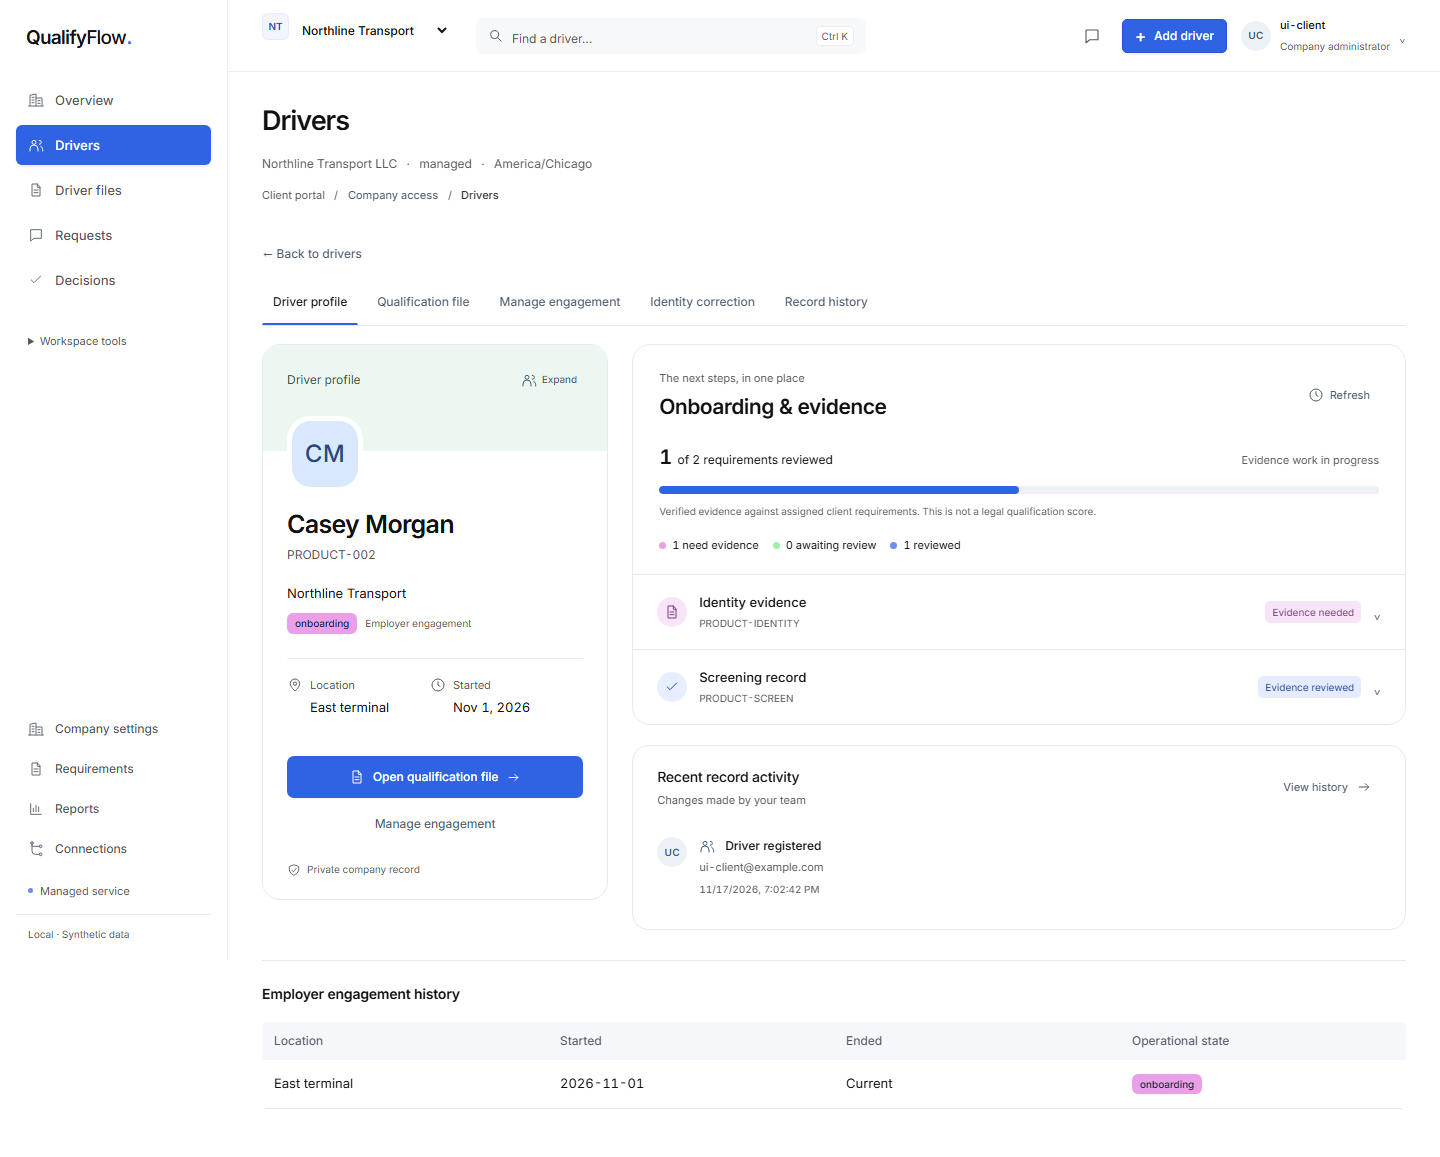 QualifyFlow.
NT Northline Transport
Find a driver... Ctrl K
+ Add driver
UC ui-client
Company administrator
Overview
Drivers
Driver files
Requests
Decisions
Workspace tools
Company settings
Requirements
Reports
Connections
Managed service
Local · Synthetic data
Drivers
Northline Transport LLC · managed · America/Chicago
Client portal / Company access / Drivers
← Back to drivers
Driver profile Qualification file Manage engagement Identity correction Record history
Driver profile Expand
CM
Casey Morgan
PRODUCT-002
Northline Transport
onboarding Employer engagement
Location Started
East terminal Nov 1, 2026
Open qualification file →
Manage engagement
Private company record
The next steps, in one place
Onboarding & evidence
Refresh
1 of 2 requirements reviewed Evidence work in progress
Verified evidence against assigned client requirements. This is not a legal qualification score.
1 need evidence 0 awaiting review 1 reviewed
Identity evidence
PRODUCT-IDENTITY
Evidence needed
Screening record
PRODUCT-SCREEN
Evidence reviewed
Recent record activity
Changes made by your team
View history →
UC Driver registered
ui-client@example.com
11/17/2026, 7:02:42 PM
Employer engagement history
Location Started Ended Operational state
East terminal 2026-11-01 Current onboarding